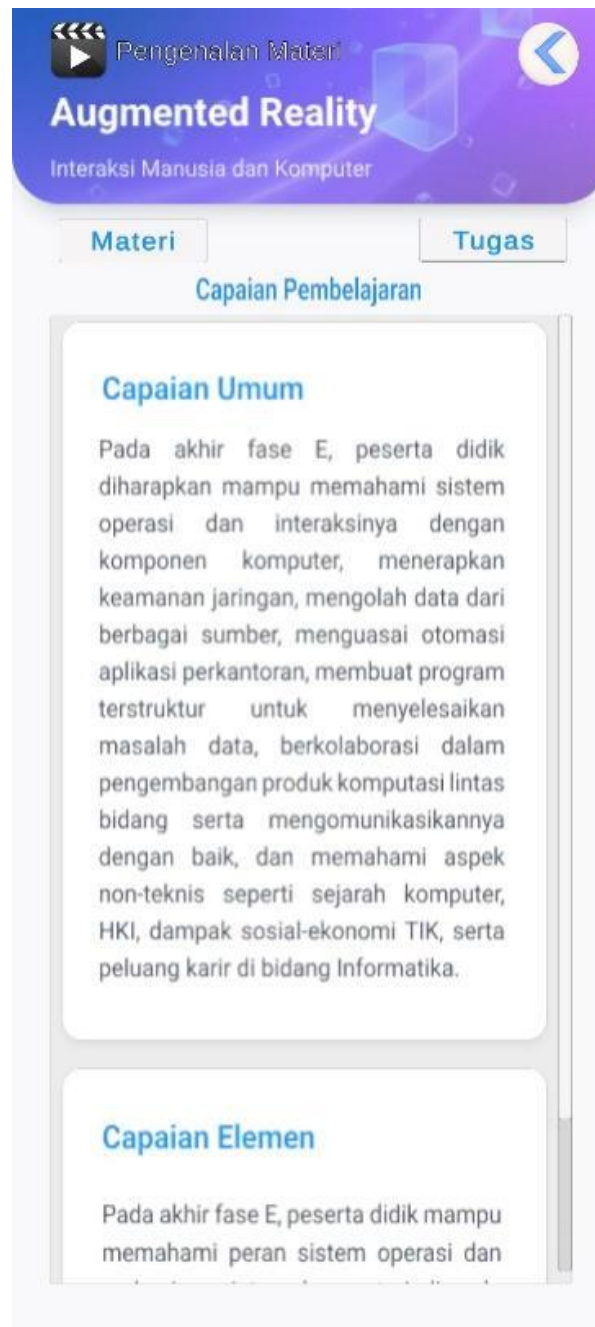 Pengenalan Materi
Augmented Reality
Interaksi Manusia dan Komputer
Materi
Tugas
Capaian Pembelajaran
Capaian Umum
Pada akhir fase E, peserta didik
diharapkan mampu memahami sistem
operasi dan interaksinya dengan
komponen komputer, menerapkan
keamanan jaringan, mengolah data dari
berbagai sumber, menguasai otomasi
aplikasi perkantoran, membuat program
terstruktur untuk menyelesaikan
masalah data, berkolaborasi dalam
pengembangan produk komputasi lintas
bidang serta mengomunikasikannya
dengan baik, dan memahami aspek
non-teknis seperti sejarah komputer,
HKI, dampak sosial-ekonomi TIK, serta
peluang karir di bidang Informatika.
Capaian Elemen
Pada akhir fase E, peserta didik mampu
memahami peran sistem operasi dan